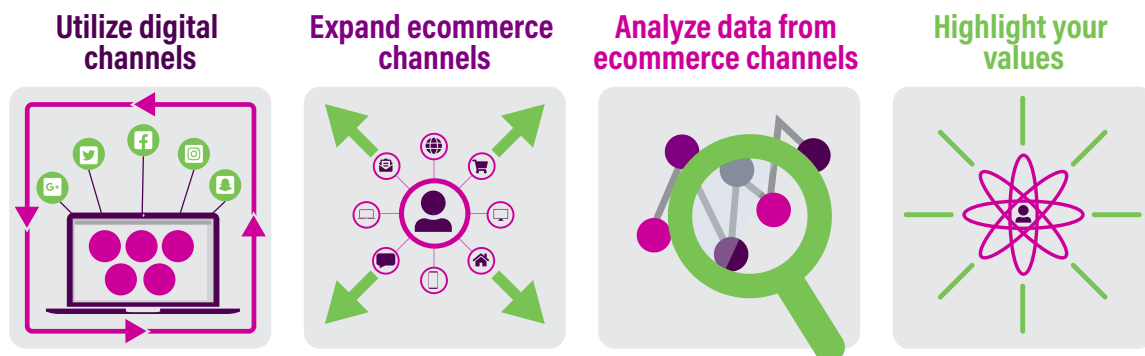 Utilize digital
channels
Expand ecommerce
channels
Analyze data from
ecommerce channels
Highlight your
values
G+